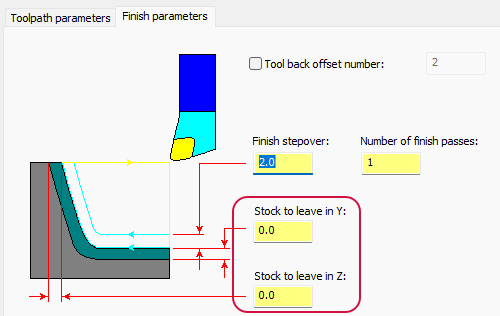 Toolpath parameters Finish parameters
Tool back offset number: 2
Finish stepover: Number of finish passes:
2.0 1
Stock to leave in Y:
0.0
Stock to leave in Z:
0.0